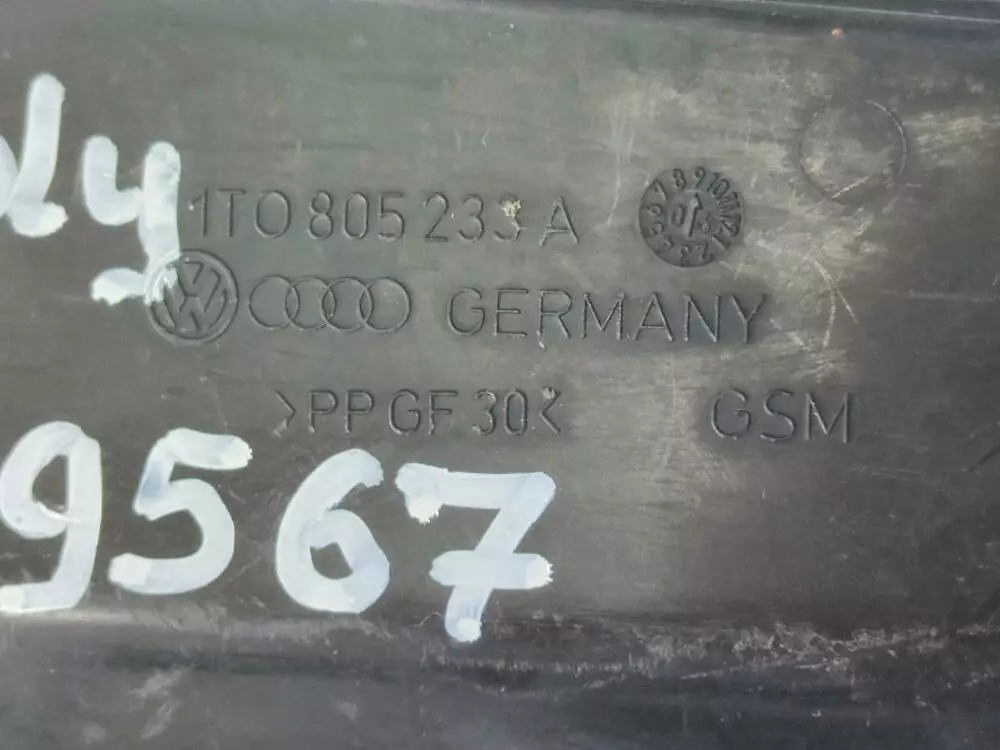 1T0 805 233 A
GERMANY
>PP GF 30< GSM
9567